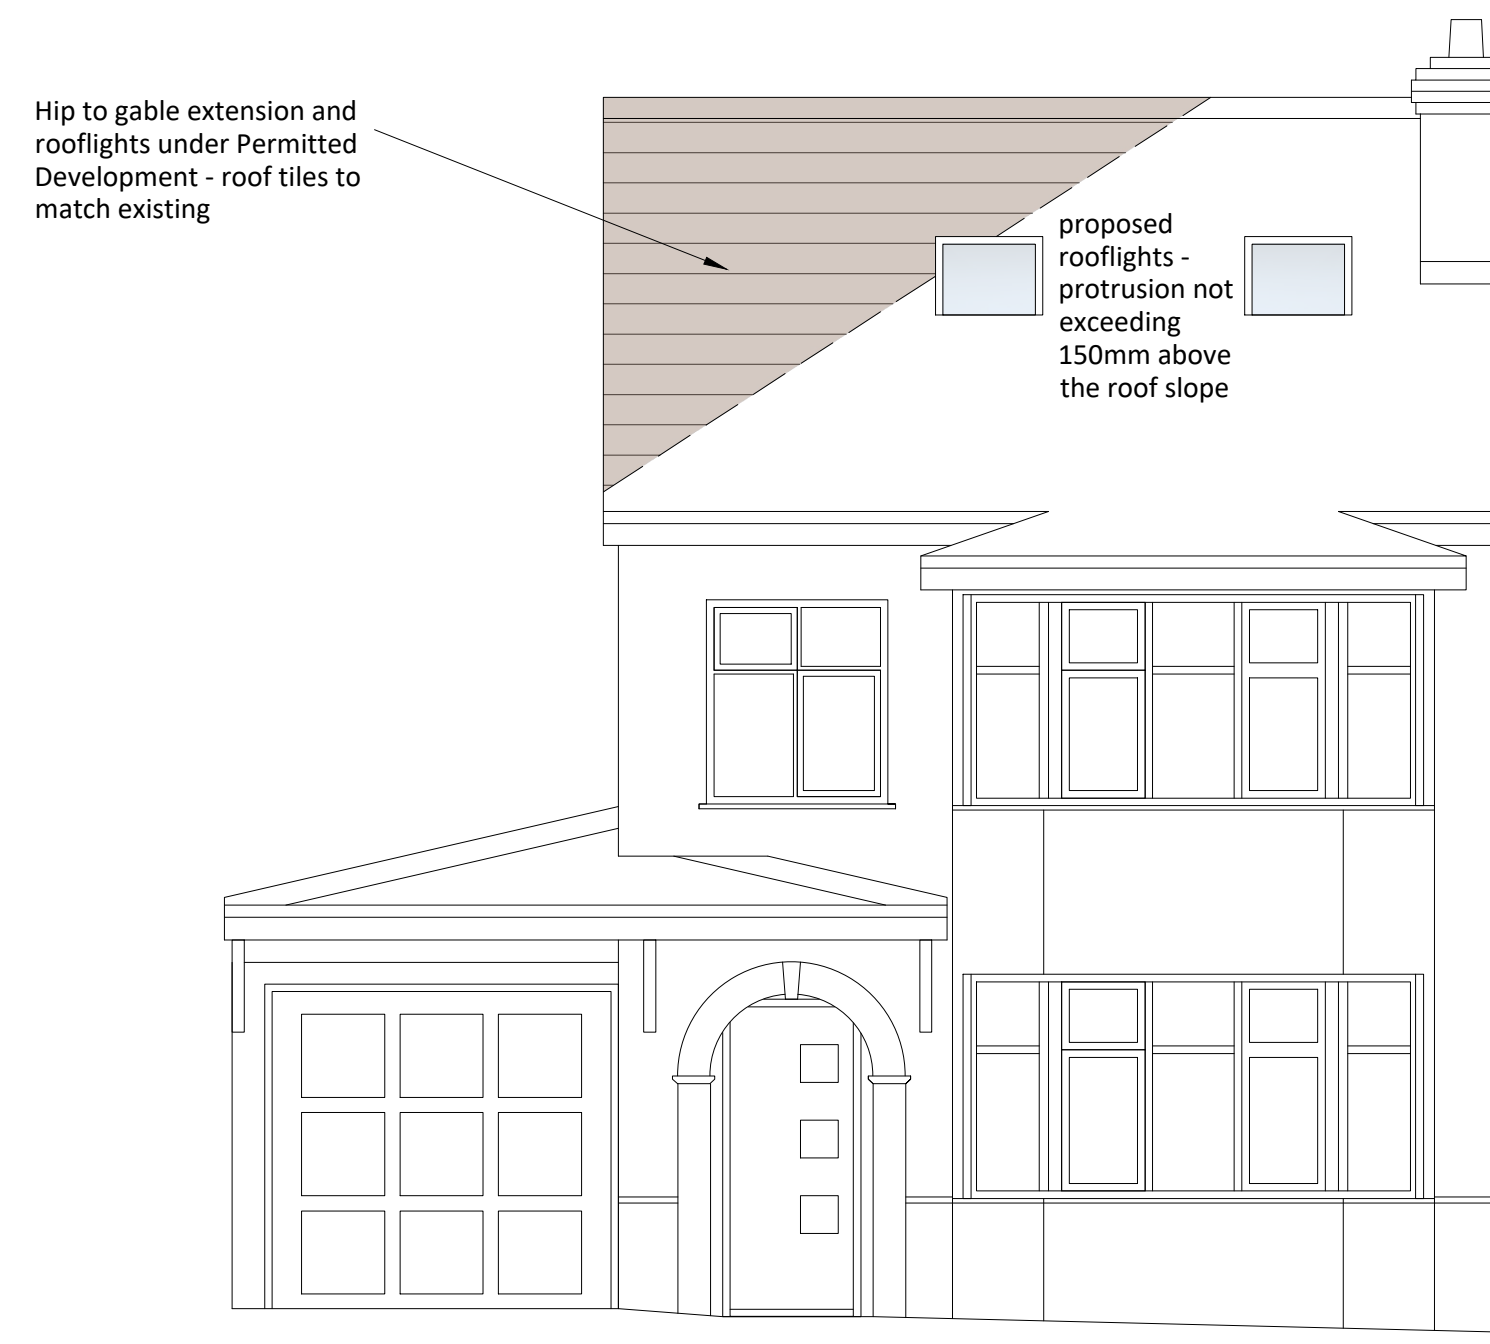 Hip to gable extension and
rooflights under Permitted
Development - roof tiles to
match existing
proposed
rooflights -
protrusion not
exceeding
150mm above
the roof slope